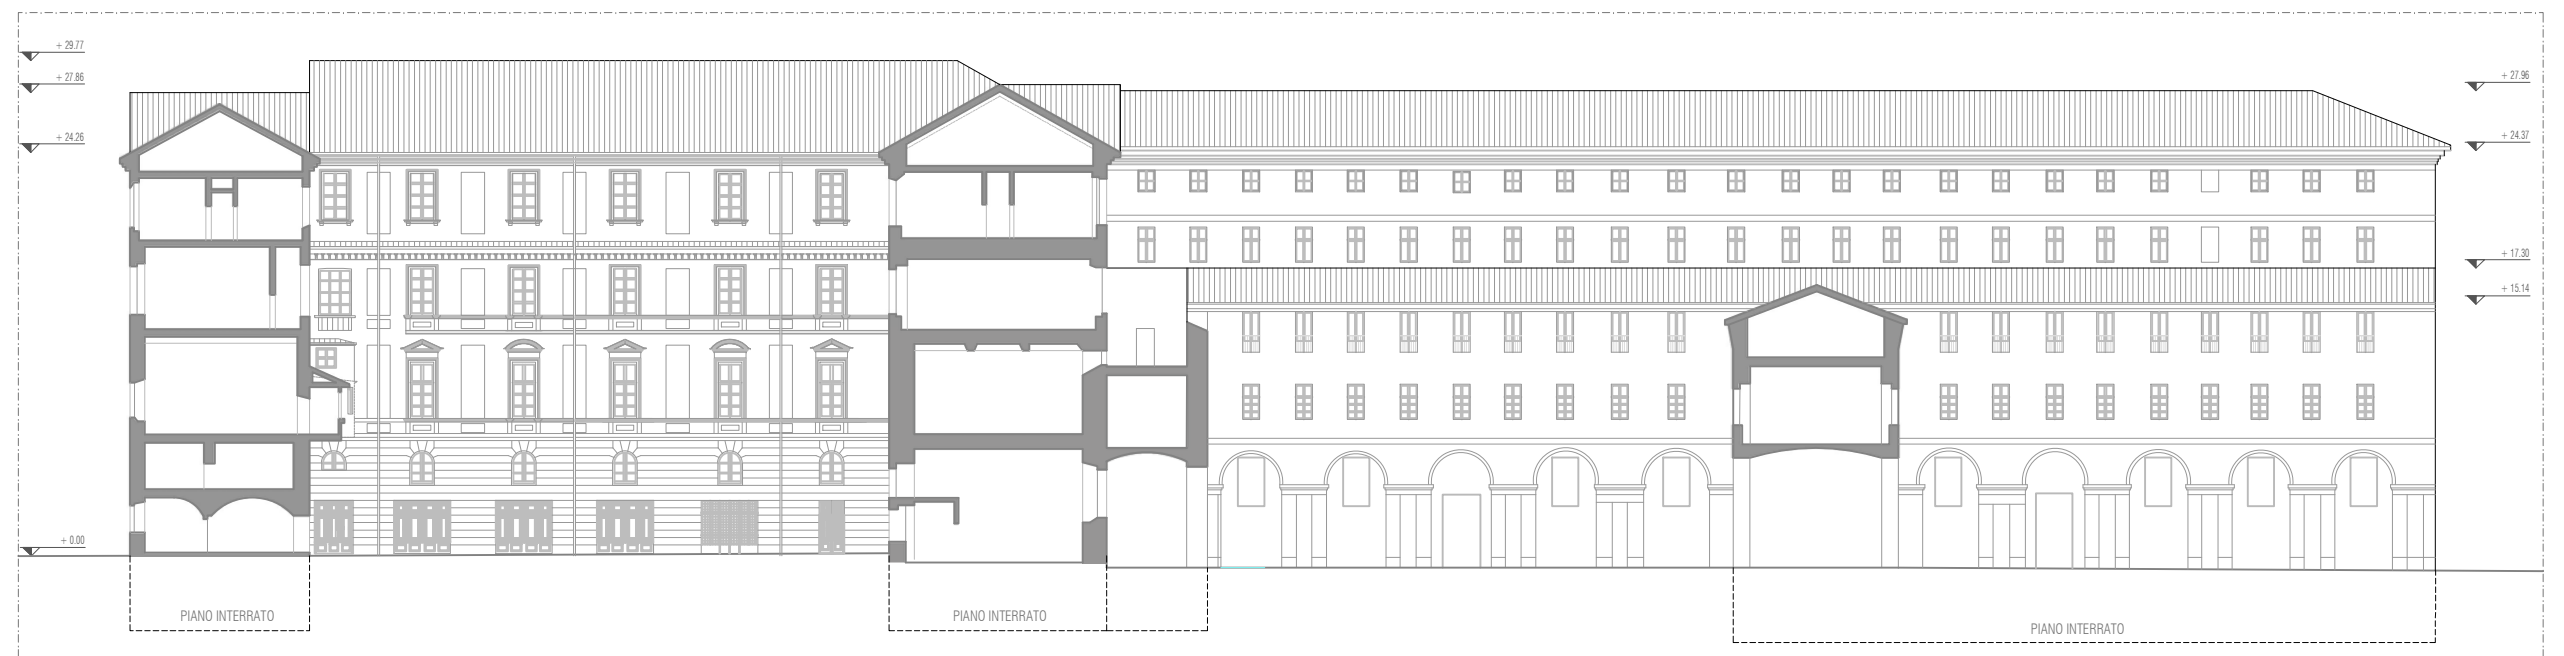 + 29.77
+ 27.86
+ 24.26
+ 0.00
+ 27.96
+ 24.37
+ 17.30
+ 15.14
PIANO INTERRATO
PIANO INTERRATO
PIANO INTERRATO